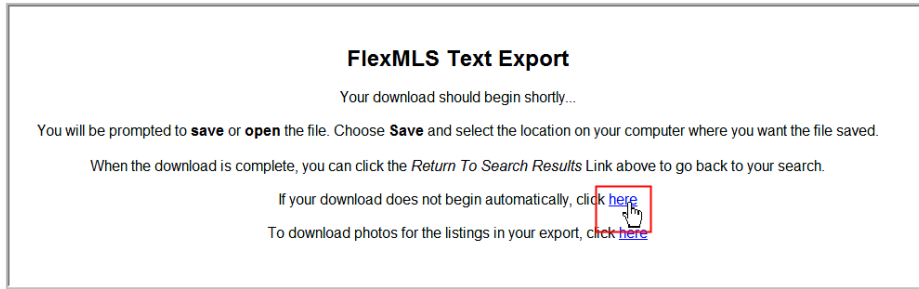 FlexMLS Text Export
Your download should begin shortly...
You will be prompted to save or open the file. Choose Save and select the location on your computer where you want the file saved.
When the download is complete, you can click the Return To Search Results Link above to go back to your search.
If your download does not begin automatically, click here
To download photos for the listings in your export, click here